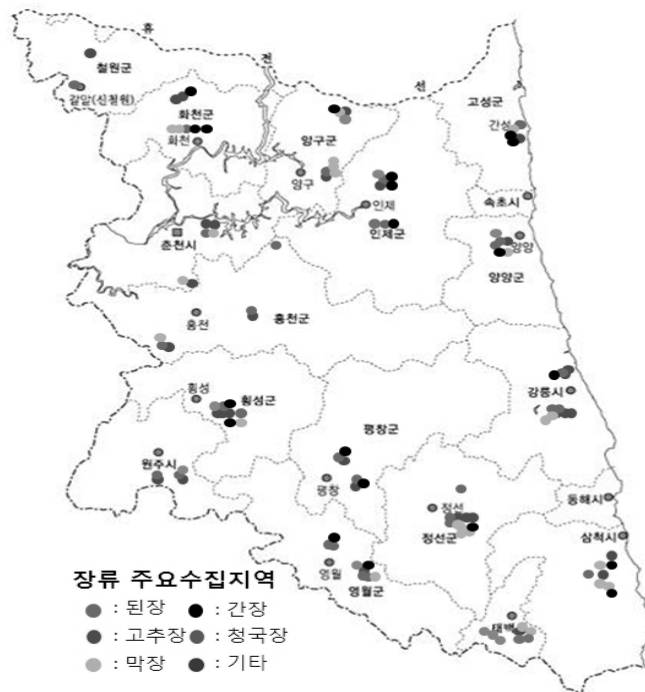 휴
전
선
철원군
갈말(신철원)
화천군
화천
양구군
양구
고성군
간성
인제
인제군
속초시
양양
양양군
춘천시
홍천
홍천군
강릉시
횡성
횡성군
평창군
원주시
평창
정선
정선군
동해시
삼척시
영월
영월군
태백
장류 주요수집지역
: 된장 : 간장
: 고추장 : 청국장
: 막장 : 기타